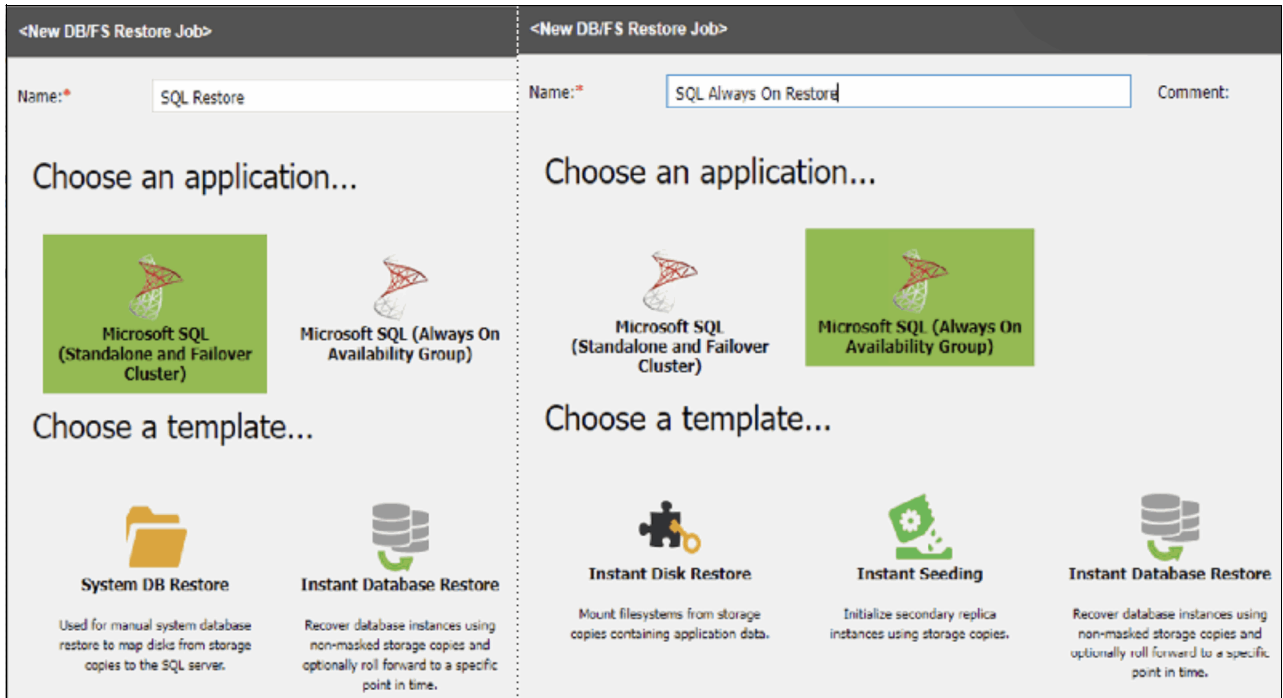 <New DB/FS Restore Job>
Name:*
SQL Restore
Choose an application...
Microsoft SQL
(Standalone and Failover
Cluster)
Microsoft SQL (Always On
Availability Group)
Choose a template...
System DB Restore
Used for manual system database
restore to map disks from storage
copies to the SQL server.
Instant Database Restore
Recover database instances using
non-masked storage copies and
optionally roll forward to a specific
point in time.
<New DB/FS Restore Job>
Name:*
SQL Always On Restore
Comment:
Choose an application...
Microsoft SQL
(Standalone and Failover
Cluster)
Microsoft SQL (Always On
Availability Group)
Choose a template...
Instant Disk Restore
Mount filesystems from storage
copies containing application data.
Instant Seeding
Initialize secondary replica
instances using storage copies.
Instant Database Restore
Recover database instances using
non-masked storage copies and
optionally roll forward to a specific
point in time.